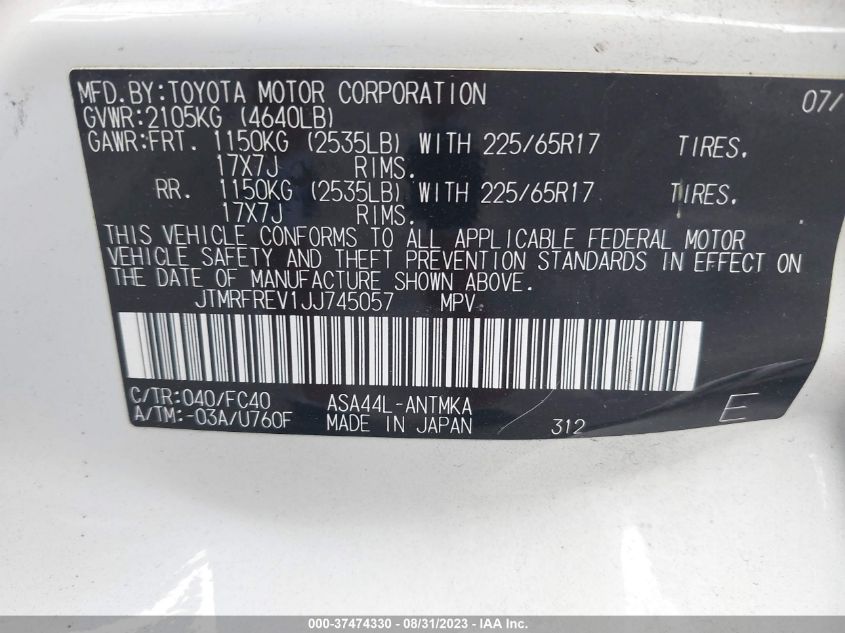 MFD.BY:TOYOTA MOTOR CORPORATION 07/
GVWR:2105KG (4640LB)
GAWR:FRT. 1150KG (2535LB) WITH 225/65R17 TIRES.
17X7J RIMS.
RR. 1150KG (2535LB) WITH 225/65R17 TIRES.
17X7J RIMS.
THIS VEHICLE CONFORMS TO ALL APPLICABLE FEDERAL MOTOR
VEHICLE SAFETY AND THEFT PREVENTION STANDARDS IN EFFECT ON
THE DATE OF MANUFACTURE SHOWN ABOVE.
JTMRFREV1JJ745057 MPV
C/TR:040/FC40 ASA44L-ANTMKA
A/TM:-03A/U760F MADE IN JAPAN 312 E
000-37474330 - 08/31/2023 - IAA Inc.